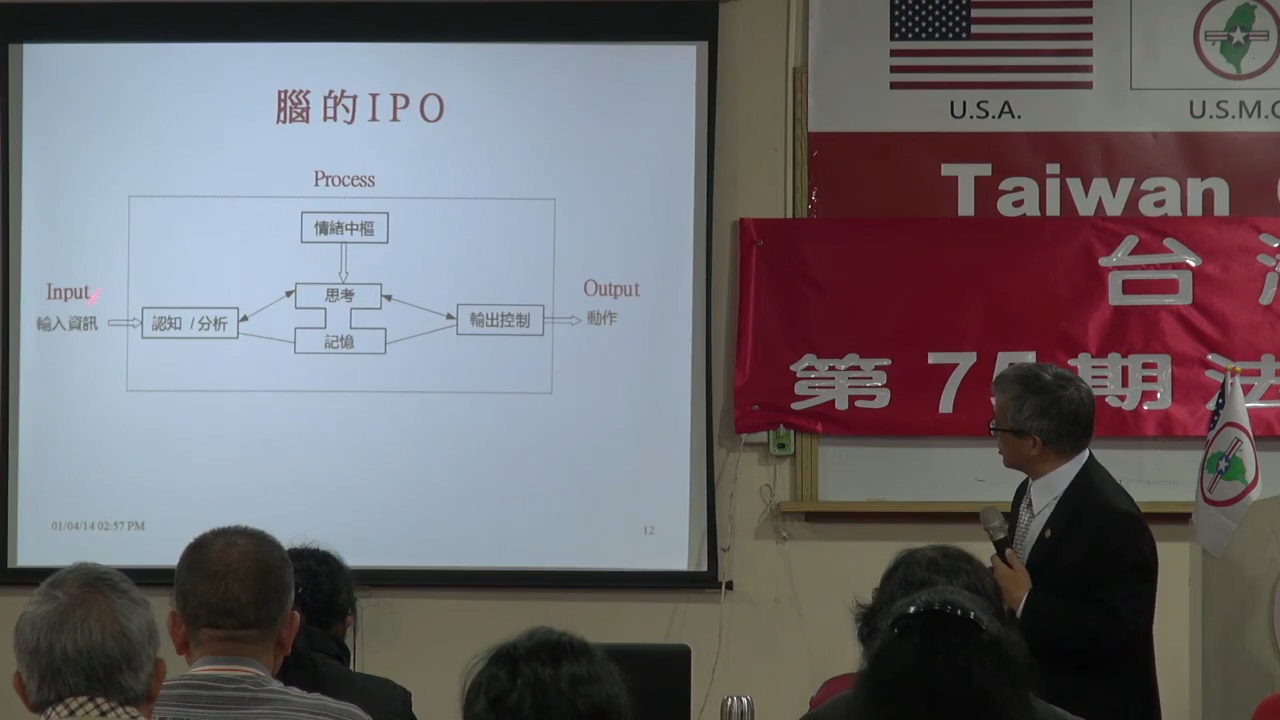 腦的IPO
Process
情緒中樞
Input
輸入資訊
認知 / 分析
思考
記憶
輸出控制
Output
動作
01/04/14 02:57 PM
12
U.S.A.
U.S.M.G
Taiwan
台
第 75 期 法